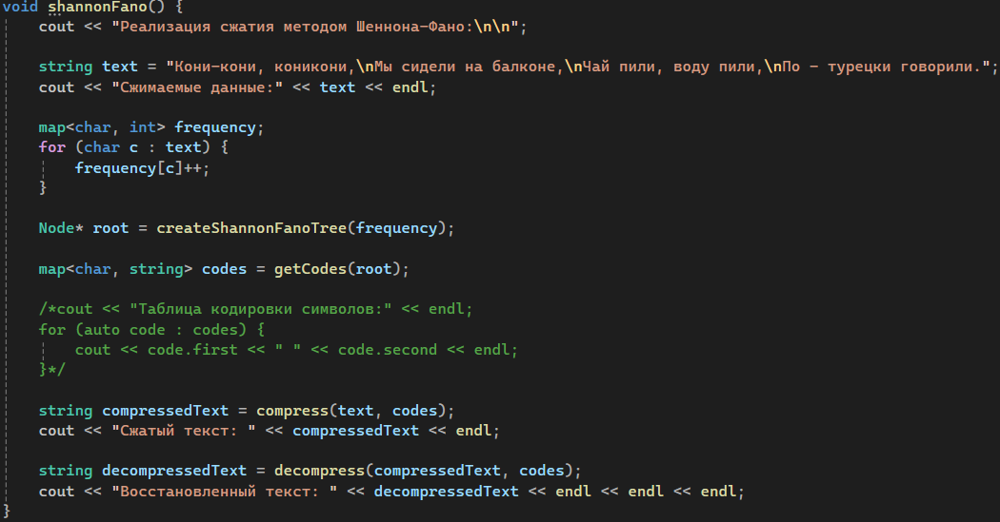 void shannonFano() {
    cout << "Реализация сжатия методом Шеннона-Фано:\n\n";

    string text = "Кони-кони, коникони,\nМы сидели на балконе,\nЧай пили, воду пили,\nПо - турецки говорили.";
    cout << "Сжимаемые данные:" << text << endl;

    map<char, int> frequency;
    for (char c : text) {
        frequency[c]++;
    }

    Node* root = createShannonFanoTree(frequency);

    map<char, string> codes = getCodes(root);

    /*cout << "Таблица кодировки символов:" << endl;
    for (auto code : codes) {
        cout << code.first << " " << code.second << endl;
    }*/

    string compressedText = compress(text, codes);
    cout << "Сжатый текст: " << compressedText << endl;

    string decompressedText = decompress(compressedText, codes);
    cout << "Восстановленный текст: " << decompressedText << endl << endl << endl;
}